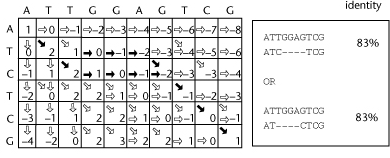 identity
A T T G G A G T C G
A 1 ⇨0 ⇨−1 ⇨−2 ⇨−3 ⇨−4 ⇨−5 ⇨−6 ⇨−7 ⇨−8
T 0 2 1 ➡0 ➡−1 ➡−2 ⇨−3 ⇨−4 ⇨−5 ⇨−6
C −1 1 2 ➡1 ➡0 ➡−1 −2 ⇨−3 −3 ⇨−4
T −2 0 2 2 ⇨1 ⇨0 ⇨−1 −1 ⇨−2 ⇨−3
C −3 −1 1 2 2 ⇨1 ⇨0 ⇨−1 0 ⇨−1
G −4 −2 0 2 3 ⇨2 2 ⇨1 ⇨0 1
ATTGGAGTCG
ATC----TCG
83%
OR
ATTGGAGTCG
AT----CTCG
83%